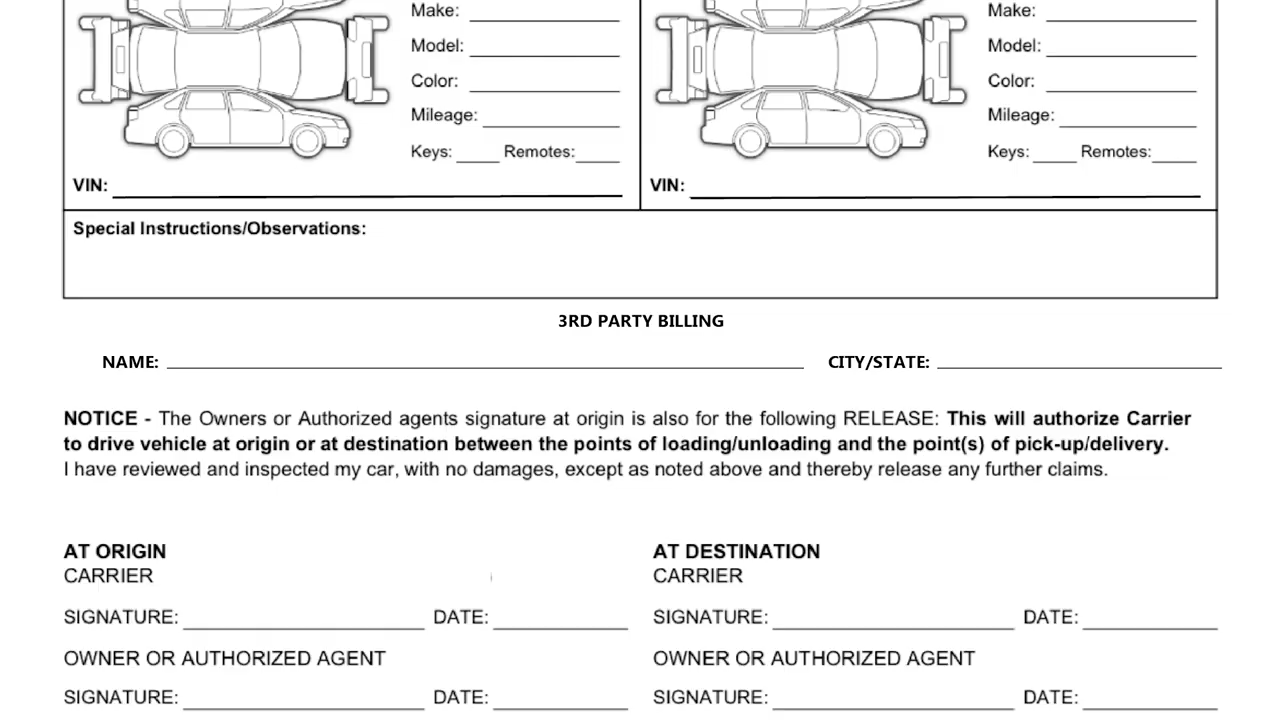 Make: Make:
Model: Model:
Color: Color:
Mileage: Mileage:
Keys: Remotes: Keys: Remotes:
VIN: VIN:
Special Instructions/Observations:
3RD PARTY BILLING
NAME: CITY/STATE:
NOTICE - The Owners or Authorized agents signature at origin is also for the following RELEASE: This will authorize Carrier
to drive vehicle at origin or at destination between the points of loading/unloading and the point(s) of pick-up/delivery.
I have reviewed and inspected my car, with no damages, except as noted above and thereby release any further claims.
AT ORIGIN AT DESTINATION
CARRIER CARRIER
SIGNATURE: DATE: SIGNATURE: DATE:
OWNER OR AUTHORIZED AGENT OWNER OR AUTHORIZED AGENT
SIGNATURE: DATE: SIGNATURE: DATE: